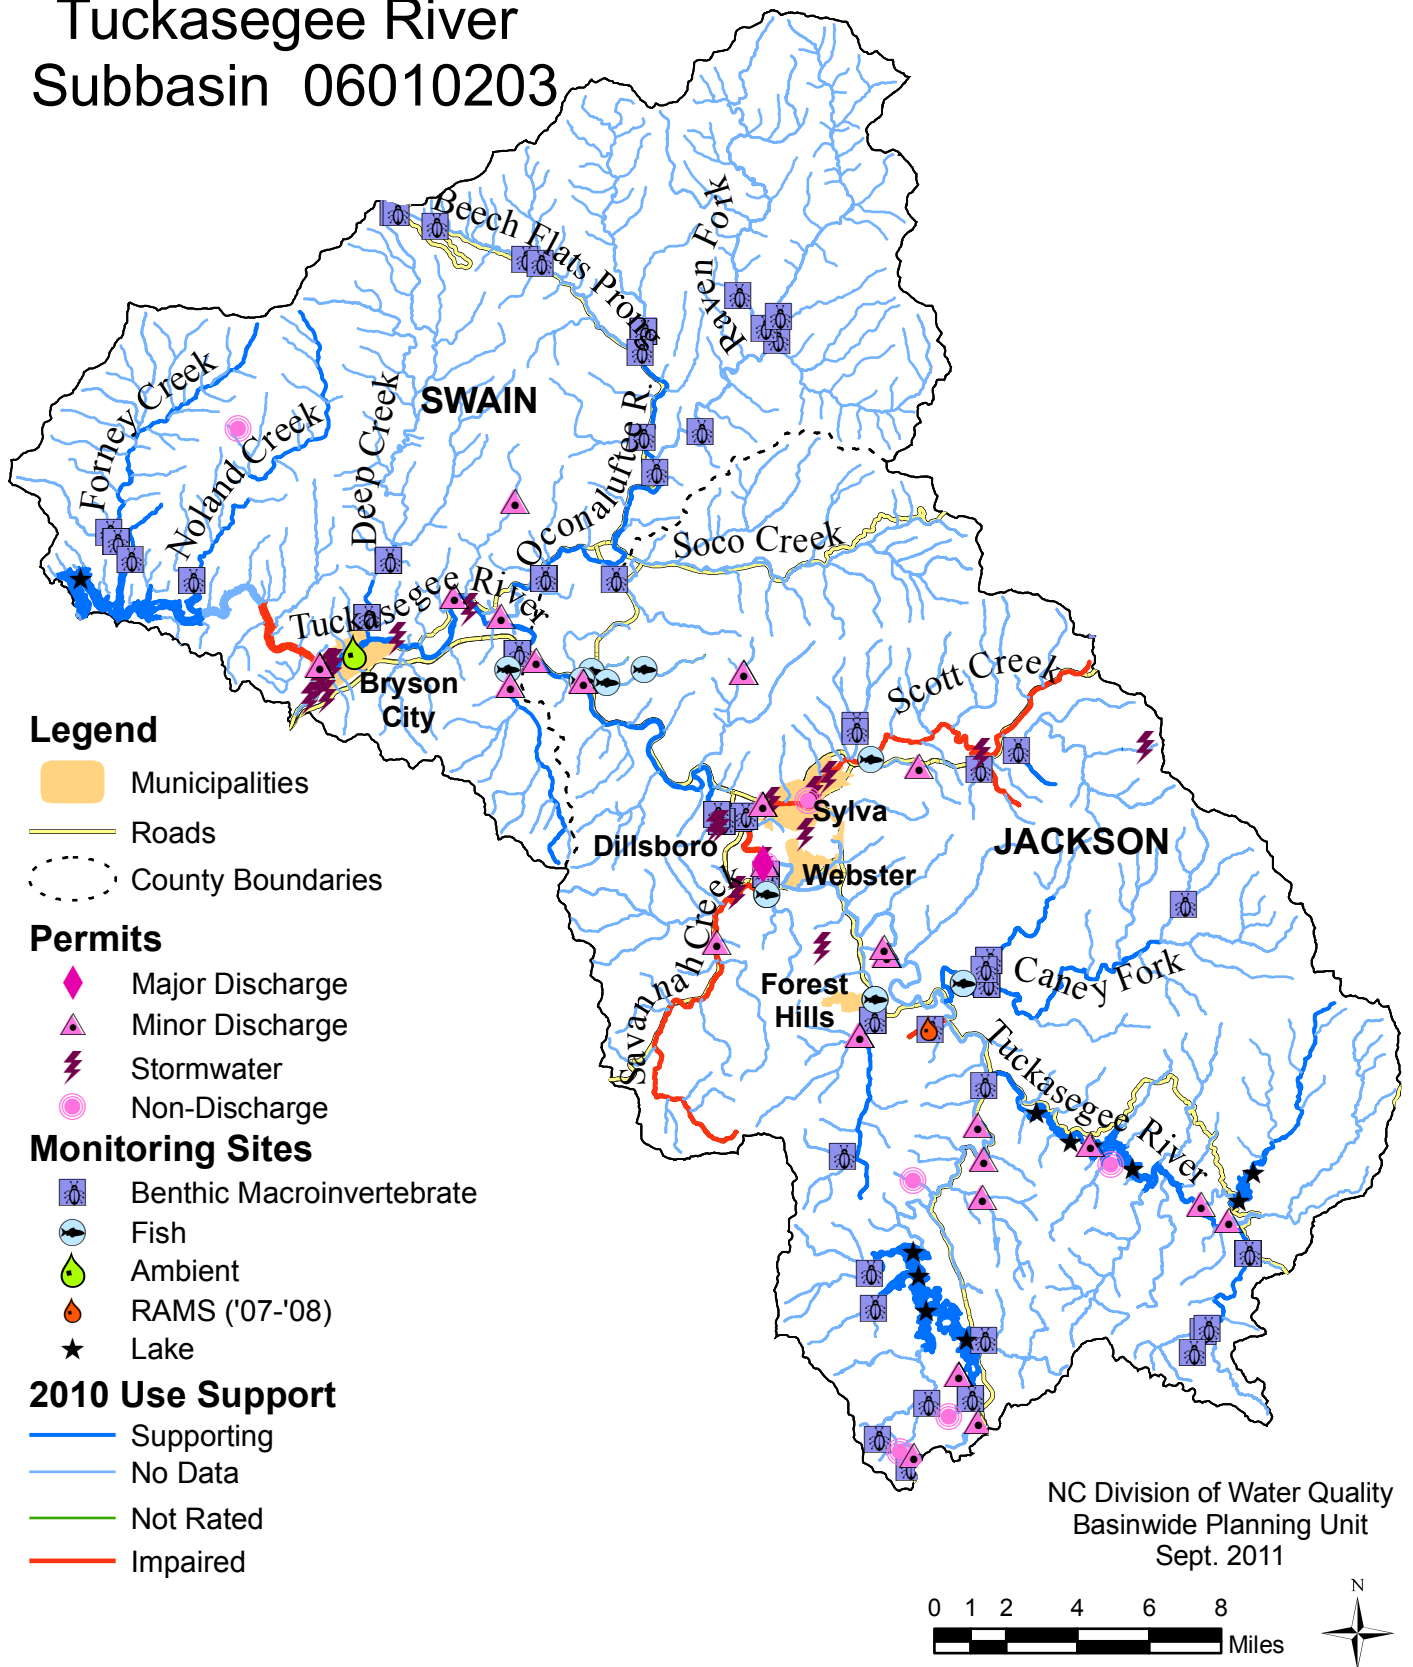 Tuckasegee River
Subbasin 06010203
Beech Flats Prong
Raven Fork
Forney Creek
Noland Creek
Deep Creek
SWAIN
Oconaluftee R.
Soco Creek
Tuckasegee River
Bryson
City
Scott Creek
Sylva
Dillsboro
JACKSON
Webster
Savannah Creek
Forest
Hills
Caney Fork
Tuckasegee River
Legend
Municipalities
Roads
County Boundaries
Permits
Major Discharge
Minor Discharge
Stormwater
Non-Discharge
Monitoring Sites
Benthic Macroinvertebrate
Fish
Ambient
RAMS ('07-'08)
Lake
2010 Use Support
Supporting
No Data
Not Rated
Impaired
NC Division of Water Quality
Basinwide Planning Unit
Sept. 2011
N
0 1 2 4 6 8
Miles